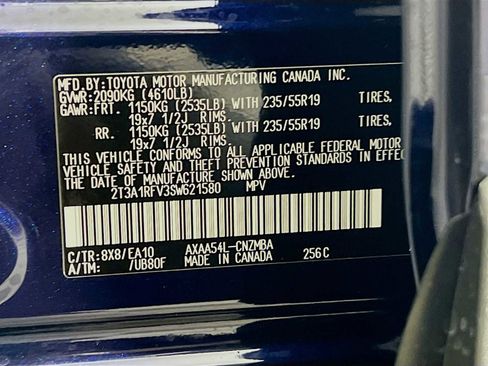 MFD.BY:TOYOTA MOTOR MANUFACTURING CANADA INC.
GVWR:2090KG (4610LB)
GAWR:FRT. 1150KG (2535LB) WITH 235/55R19 TIRES,
19x7 1/2J RIMS.
RR. 1150KG (2535LB) WITH 235/55R19 TIRES,
19x7 1/2J RIMS.
THIS VEHICLE CONFORMS TO ALL APPLICABLE FEDERAL MOTOR
VEHICLE SAFETY AND THEFT PREVENTION STANDARDS
IN EFFECT ON THE DATE OF MANUFACTURE SHOWN ABOVE.
2T3A1RFV3SW621580 MPV
C/TR:8X8/EA10 AXAA54L-CNZMBA
A/TM: /UB80F MADE IN CANADA 256C